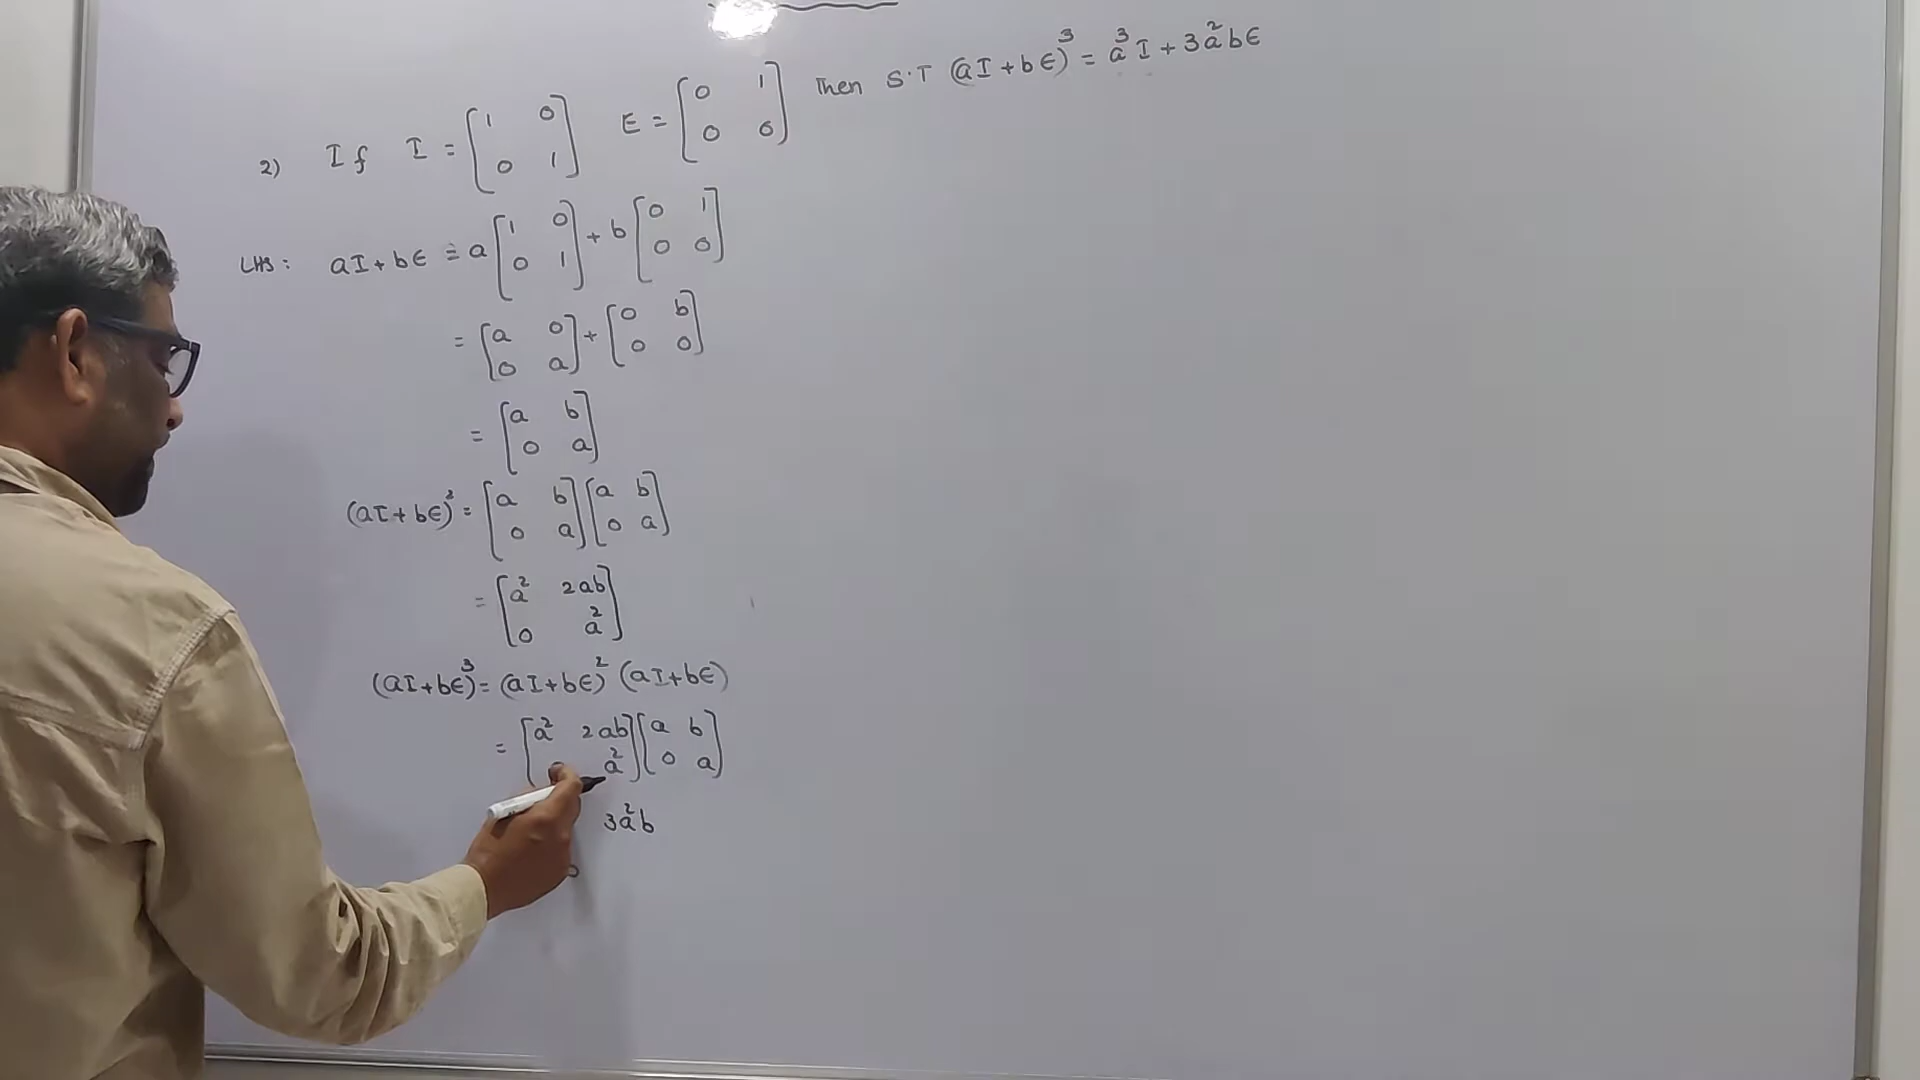 2) If I = [1 0 0 1] E = [0 1 0 0] Then S.T (aI+bE)³ = a³I + 3a²bE
LHS: aI+bE = a[1 0 0 1] + b[0 1 0 0]
= [a 0 0 a] + [0 b 0 0]
= [a b 0 a]
(aI+bE)² = [a b 0 a][a b 0 a]
= [a² 2ab 0 a²]
(aI+bE)³ = (aI+bE)² (aI+bE)
= [a² 2ab a²][a b 0 a]
3a²b
0